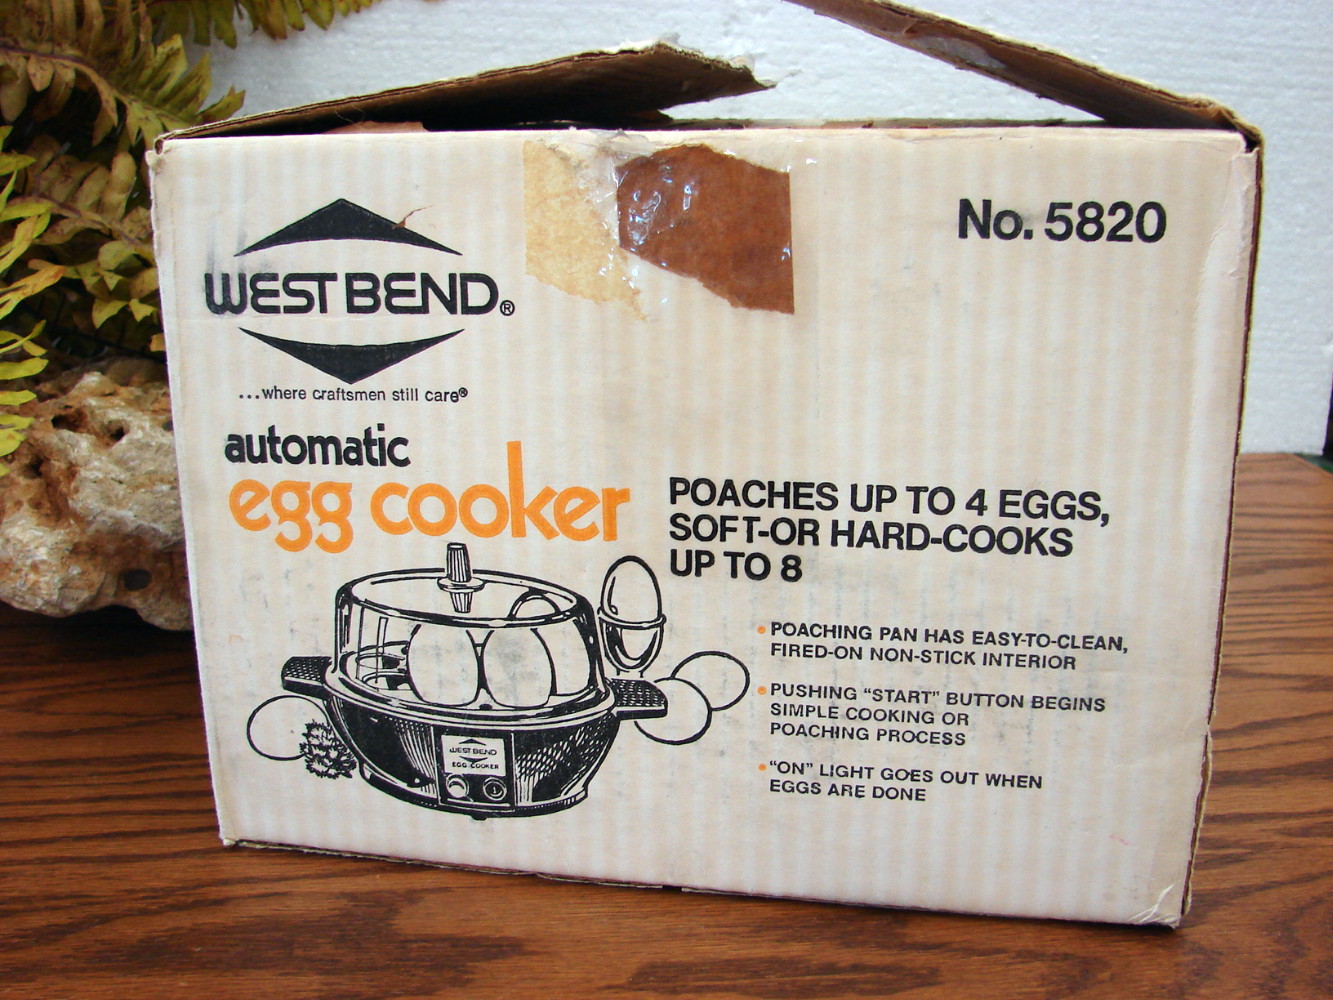 No. 5820
WEST BEND®
...where craftsmen still care®
automatic
egg cooker
POACHES UP TO 4 EGGS,
SOFT-OR HARD-COOKS
UP TO 8
• POACHING PAN HAS EASY-TO-CLEAN,
FIRED-ON NON-STICK INTERIOR
• PUSHING “START” BUTTON BEGINS
SIMPLE COOKING OR
POACHING PROCESS
• “ON” LIGHT GOES OUT WHEN
EGGS ARE DONE
WEST BEND
EGG COOKER